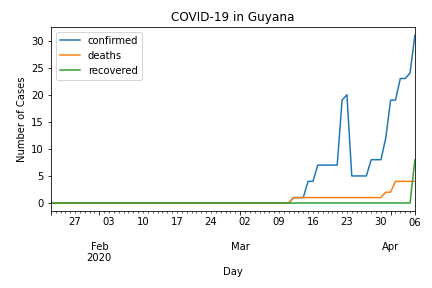 COVID-19 in Guyana
confirmed
deaths
recovered
Number of Cases
30
25
20
15
10
5
0
27 03 10 17 24 02 09 16 23 30 06
Feb Mar Apr
2020
Day